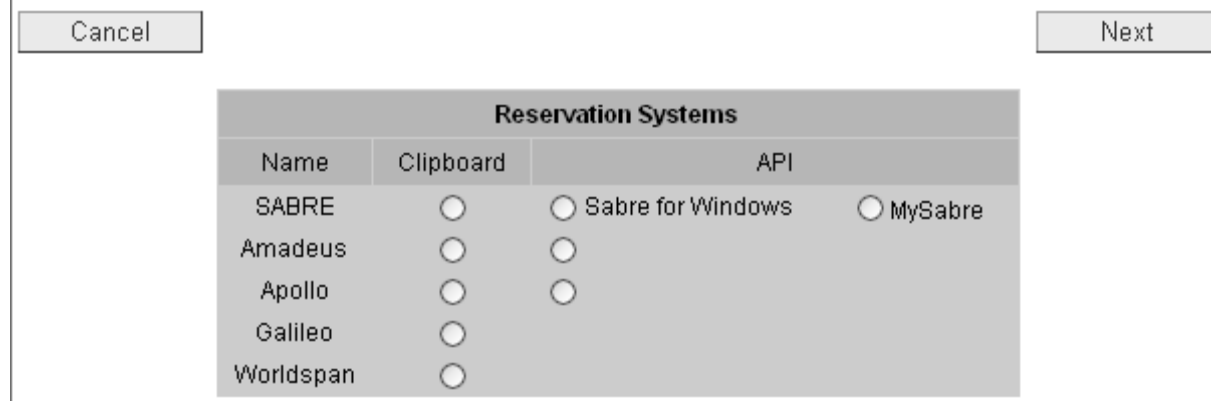 Cancel Next
Reservation Systems
Name Clipboard API
SABRE Sabre for Windows MySabre
Amadeus
Apollo
Galileo
Worldspan